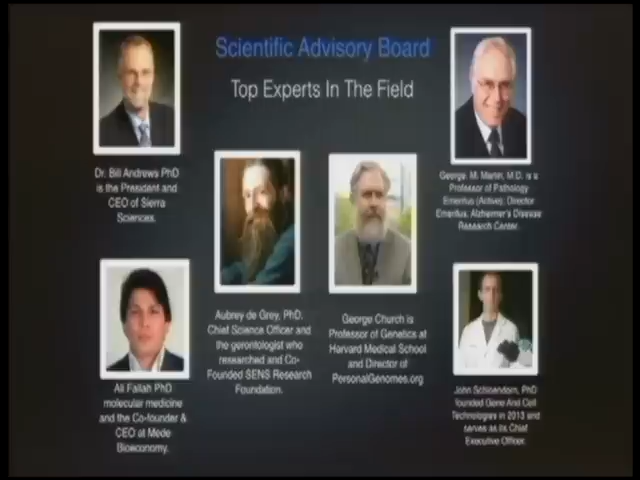 Scientific Advisory Board
Top Experts In The Field
Dr. Bill Andrews PhD
is the President and
CEO of Sierra
Sciences.
George. M. Martin, M.D. is a
Professor of Pathology
Emeritus (Active), Director
Emeritus, Alzheimer's Disease
Research Center.
Aubrey de Grey, PhD.
Chief Science Officer and
the gerontologist who
researched and Co-
Founded SENS Research
Foundation.
George Church is
Professor of Genetics at
Harvard Medical School
and Director of
PersonalGenomes.org
Ali Fallah PhD
molecular medicine
and the Co-founder &
CEO of Mede
Bioeconomy.
John Schloendorn, PhD
founded Gene And Cell
Technologies in 2013 and
serves as its Chief
Executive Officer.